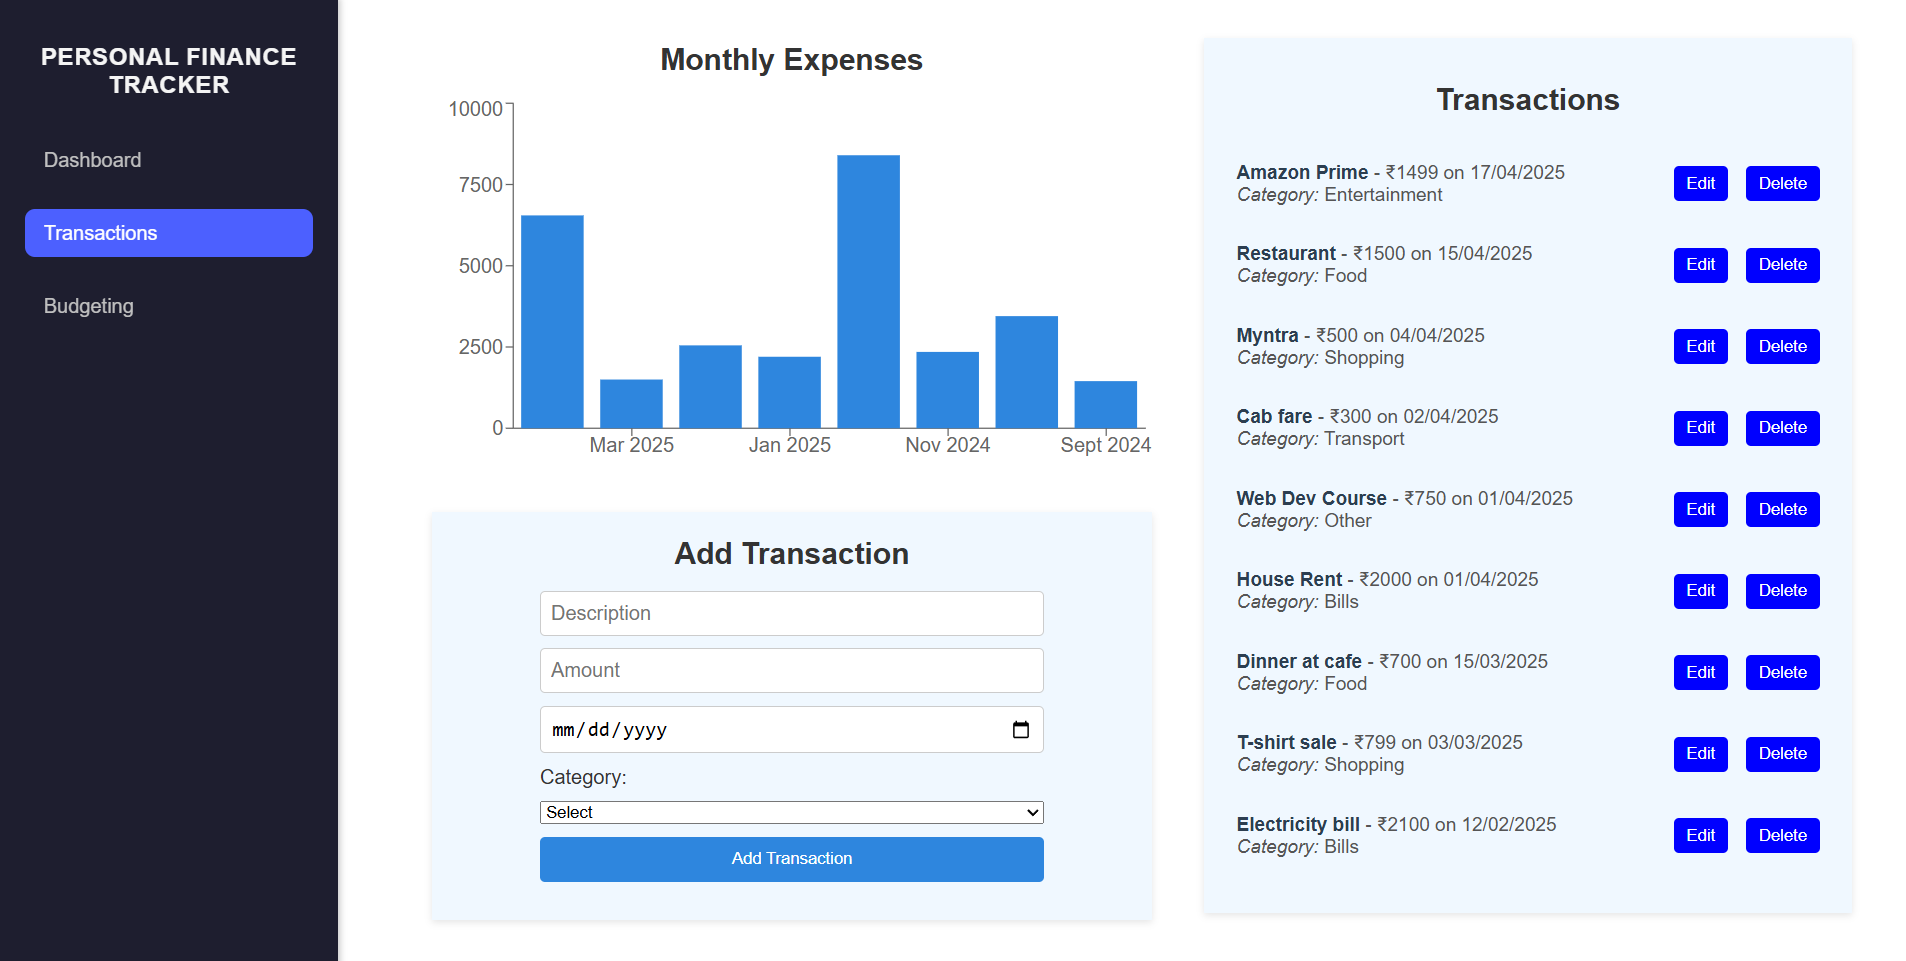 PERSONAL FINANCE
TRACKER
Dashboard
Transactions
Budgeting
Monthly Expenses
10000
7500
5000
2500
0
Mar 2025 Jan 2025 Nov 2024 Sept 2024
Add Transaction
Description
Amount
mm/dd/yyyy
Category:
Select
Add Transaction
Transactions
Amazon Prime - ₹1499 on 17/04/2025
Category: Entertainment
Edit Delete
Restaurant - ₹1500 on 15/04/2025
Category: Food
Edit Delete
Myntra - ₹500 on 04/04/2025
Category: Shopping
Edit Delete
Cab fare - ₹300 on 02/04/2025
Category: Transport
Edit Delete
Web Dev Course - ₹750 on 01/04/2025
Category: Other
Edit Delete
House Rent - ₹2000 on 01/04/2025
Category: Bills
Edit Delete
Dinner at cafe - ₹700 on 15/03/2025
Category: Food
Edit Delete
T-shirt sale - ₹799 on 03/03/2025
Category: Shopping
Edit Delete
Electricity bill - ₹2100 on 12/02/2025
Category: Bills
Edit Delete